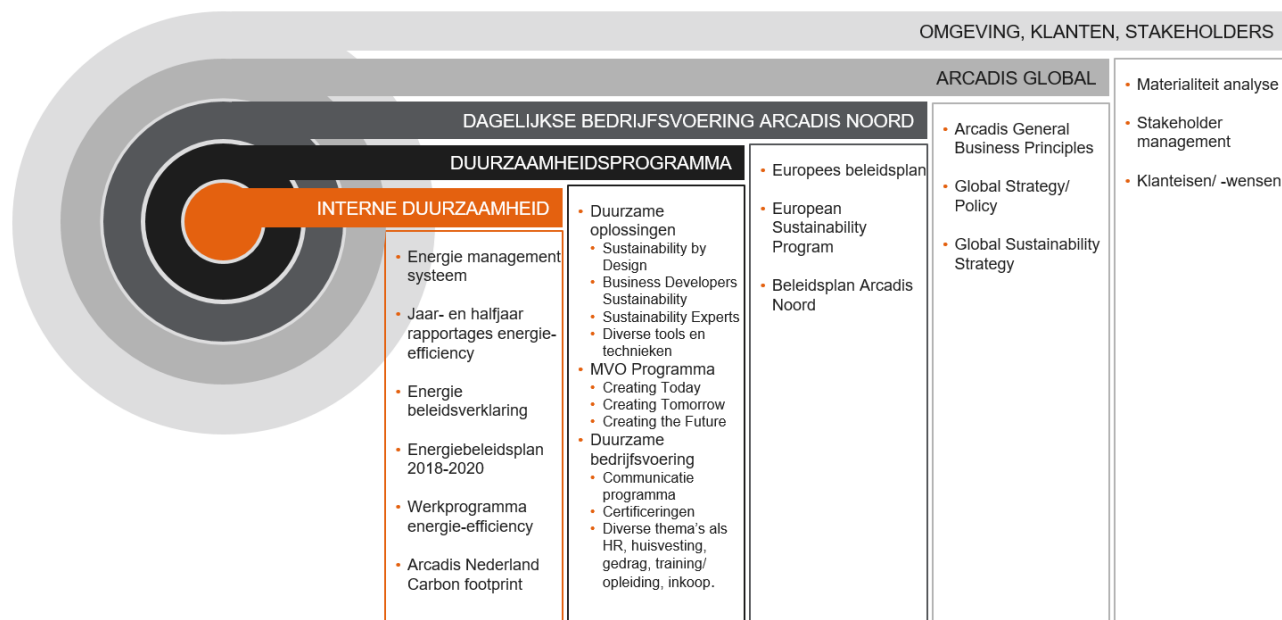 OMGEVING, KLANTEN, STAKEHOLDERS
ARCADIS GLOBAL
DAGELIJKSE BEDRIJFSVOERING ARCADIS NOORD
DUURZAAMHEIDSPROGRAMMA
INTERNE DUURZAAMHEID
• Energie management
systeem
• Jaar- en halfjaar
rapportages energie-
efficiency
• Energie
beleidsverklaring
• Energiebeleidsplan
2018-2020
• Werkprogramma
energie-efficiency
• Arcadis Nederland
Carbon footprint
• Duurzame
oplossingen
• Sustainability by
Design
• Business Developers
Sustainability
• Sustainability Experts
• Diverse tools en
technieken
• MVO Programma
• Creating Today
• Creating Tomorrow
• Creating the Future
• Duurzame
bedrijfsvoering
• Communicatie
programma
• Certificeringen
• Diverse thema's als
HR, huisvesting,
gedrag, training/
opleiding, inkoop.
• Europees beleidsplan
• European
Sustainability
Program
• Beleidsplan Arcadis
Noord
• Arcadis General
Business Principles
• Global Strategy/
Policy
• Global Sustainability
Strategy
• Materialiteit analyse
• Stakeholder
management
• Klanteisen/ -wensen